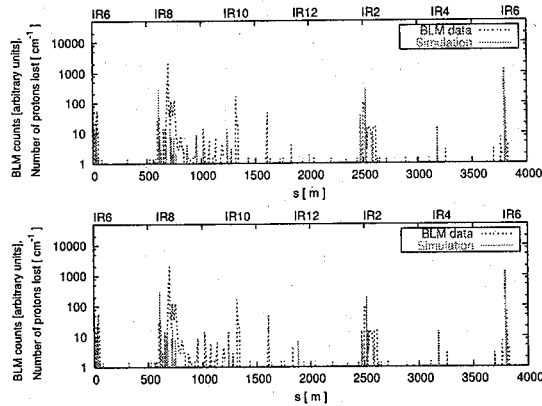 IR6 IR8 IR10 IR12 IR2 IR4 IR6
BLM data
Simulation
BLM counts [arbitrary units],
Number of protons lost [ cm⁻¹ ]
10000
1000
100
10
1
0 500 1000 1500 2000 2500 3000 3500 4000
s [ m ]
IR6 IR8 IR10 IR12 IR2 IR4 IR6
BLM data
Simulation
BLM counts [arbitrary units],
Number of protons lost [ cm⁻¹ ]
10000
1000
100
10
1
0 500 1000 1500 2000 2500 3000 3500 4000
s [ m ]